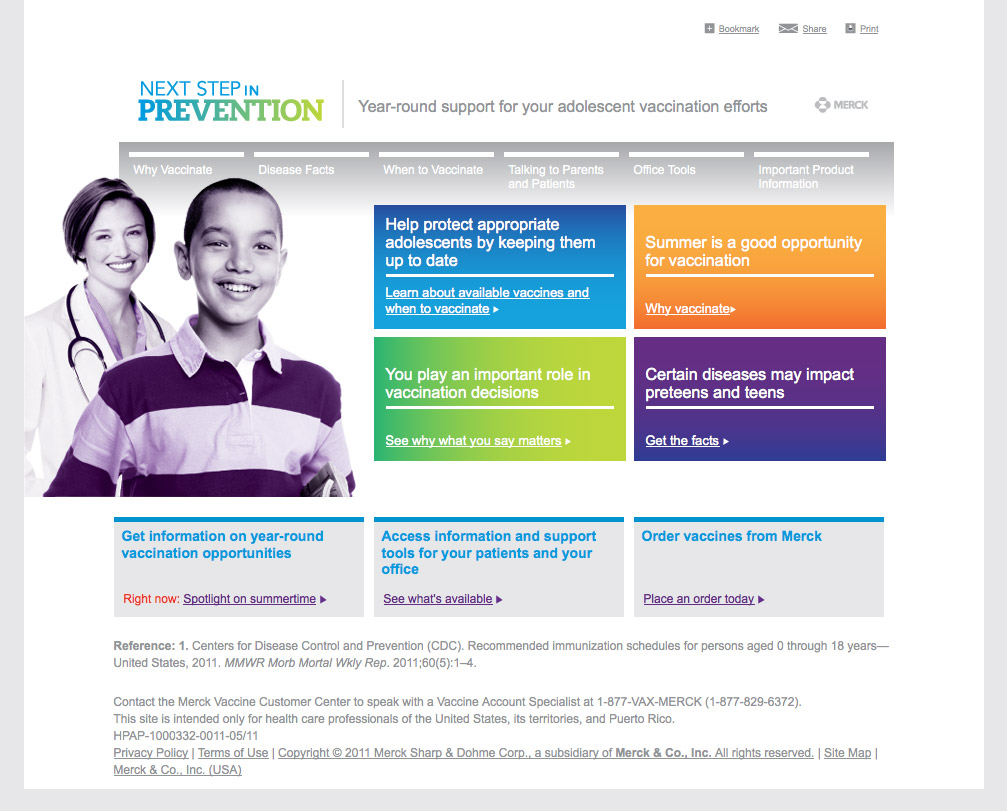 Bookmark Share Print
NEXT STEP IN
PREVENTION
Year-round support for your adolescent vaccination efforts
MERCK
Why Vaccinate
Disease Facts
When to Vaccinate
Talking to Parents
and Patients
Office Tools
Important Product
Information
Help protect appropriate
adolescents by keeping them
up to date
Learn about available vaccines and
when to vaccinate
Summer is a good opportunity
for vaccination
Why vaccinate
You play an important role in
vaccination decisions
See why what you say matters
Certain diseases may impact
preteens and teens
Get the facts
Get information on year-round
vaccination opportunities
Right now: Spotlight on summertime
Access information and support
tools for your patients and your
office
See what's available
Order vaccines from Merck
Place an order today
Reference: 1. Centers for Disease Control and Prevention (CDC). Recommended immunization schedules for persons aged 0 through 18 years—
United States, 2011. MMWR Morb Mortal Wkly Rep. 2011;60(5):1–4.
Contact the Merck Vaccine Customer Center to speak with a Vaccine Account Specialist at 1-877-VAX-MERCK (1-877-829-6372).
This site is intended only for health care professionals of the United States, its territories, and Puerto Rico.
HPAP-1000332-0011-05/11
Privacy Policy | Terms of Use | Copyright © 2011 Merck Sharp & Dohme Corp., a subsidiary of Merck & Co., Inc. All rights reserved. | Site Map |
Merck & Co., Inc. (USA)